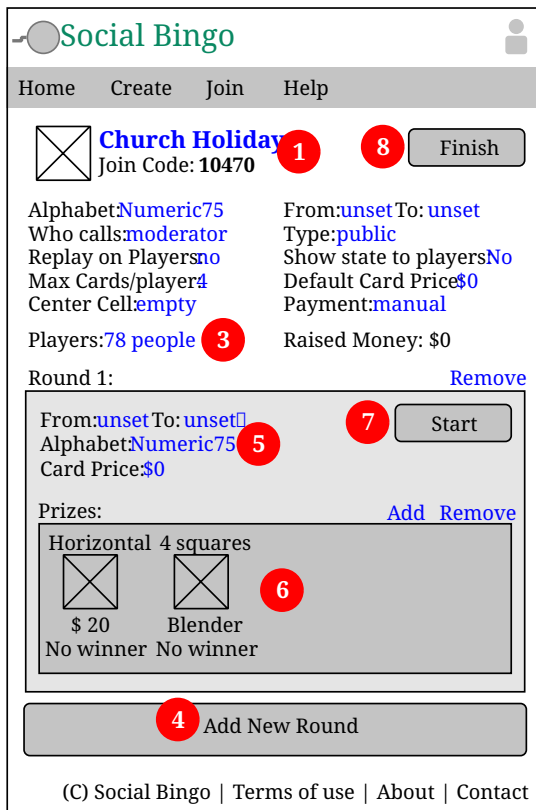 Social Bingo
Home Create Join Help
Church Holiday 1
Join Code: 10470
8 Finish
Alphabet:Numeric75
Who calls:moderator
Replay on Players:no
Max Cards/player:4
Center Cell:empty
From:unset To: unset
Type:public
Show state to players:No
Default Card Price:$0
Payment:manual
Players:78 people 3
Raised Money: $0
Round 1: Remove
From:unset To: unset
Alphabet:Numeric75 5
Card Price:$0
7 Start
Prizes: Add Remove
Horizontal 4 squares
6
$ 20 Blender
No winner No winner
4 Add New Round
(C) Social Bingo | Terms of use | About | Contact